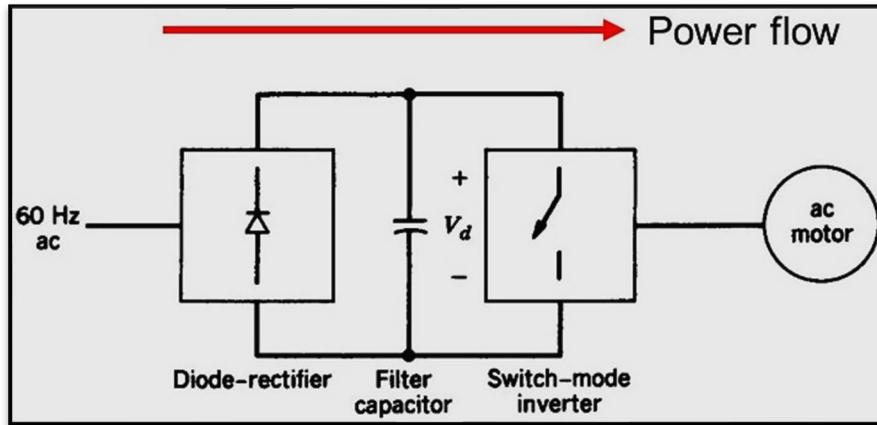 Power flow
60 Hz
ac
+
V_d
−
ac
motor
Diode–rectifier
Filter
capacitor
Switch–mode
inverter